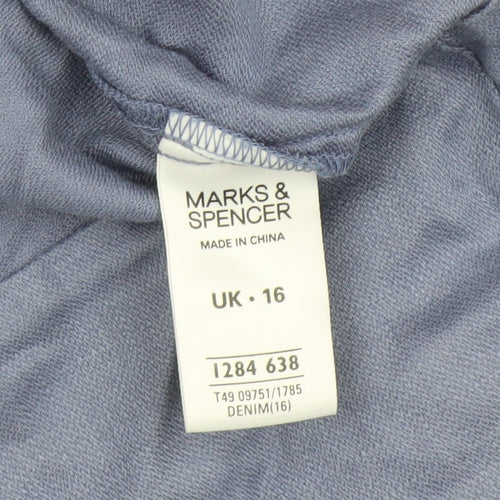 MARKS &
SPENCER
MADE IN CHINA
UK • 16
1284 638
T49 09751/1785
DENIM(16)